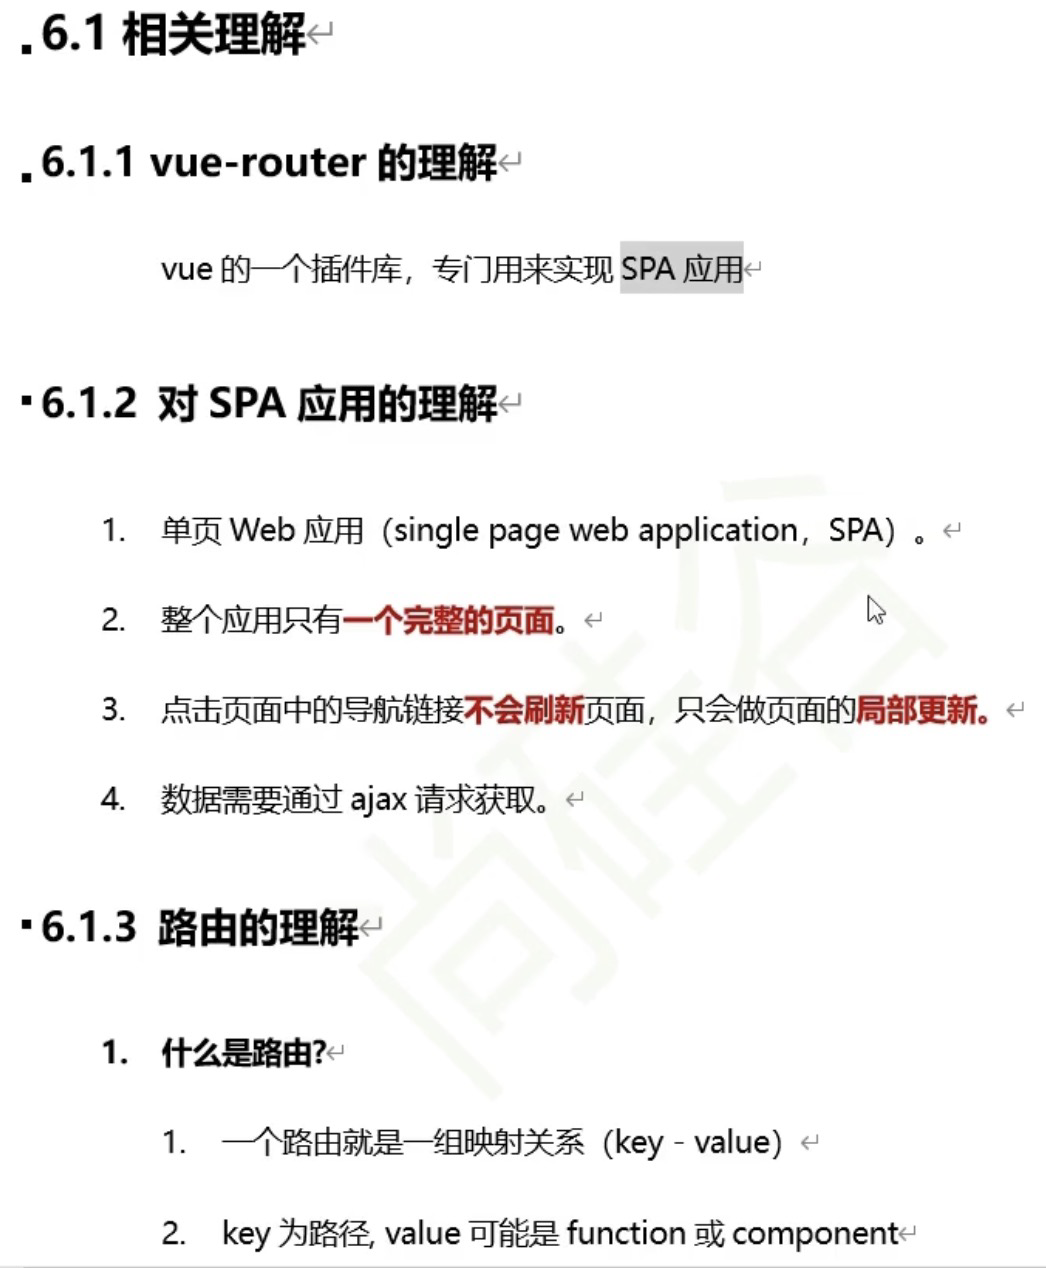 6.1 相关理解
6.1.1 vue-router 的理解
vue 的一个插件库，专门用来实现 SPA 应用
6.1.2 对 SPA 应用的理解
1. 单页 Web 应用（single page web application，SPA）。
2. 整个应用只有一个完整的页面。
3. 点击页面中的导航链接不会刷新页面，只会做页面的局部更新。
4. 数据需要通过 ajax 请求获取。
6.1.3 路由的理解
1. 什么是路由?
1. 一个路由就是一组映射关系（key - value）
2. key 为路径, value 可能是 function 或 component
尚硅谷